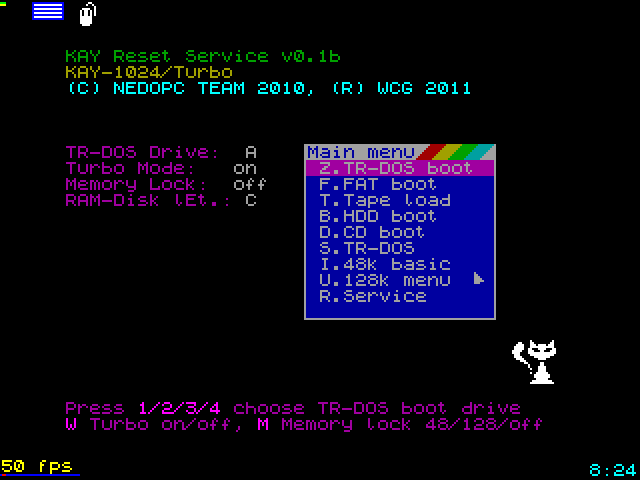 KAY Reset Service v0.1b
KAY-1024/Turbo
(C) NEDOPC TEAM 2010, (R) WCG 2011
TR-DOS Drive: A
Turbo Mode: on
Memory Lock: off
RAM-Disk lEt.: C
Main menu
Z.TR-DOS boot
F.FAT boot
T.Tape load
B.HDD boot
D.CD boot
S.TR-DOS
I.48k basic
U.128k menu
R.Service
Press 1/2/3/4 choose TR-DOS boot drive
W Turbo on/off, M Memory lock 48/128/off
50 fps
8:24